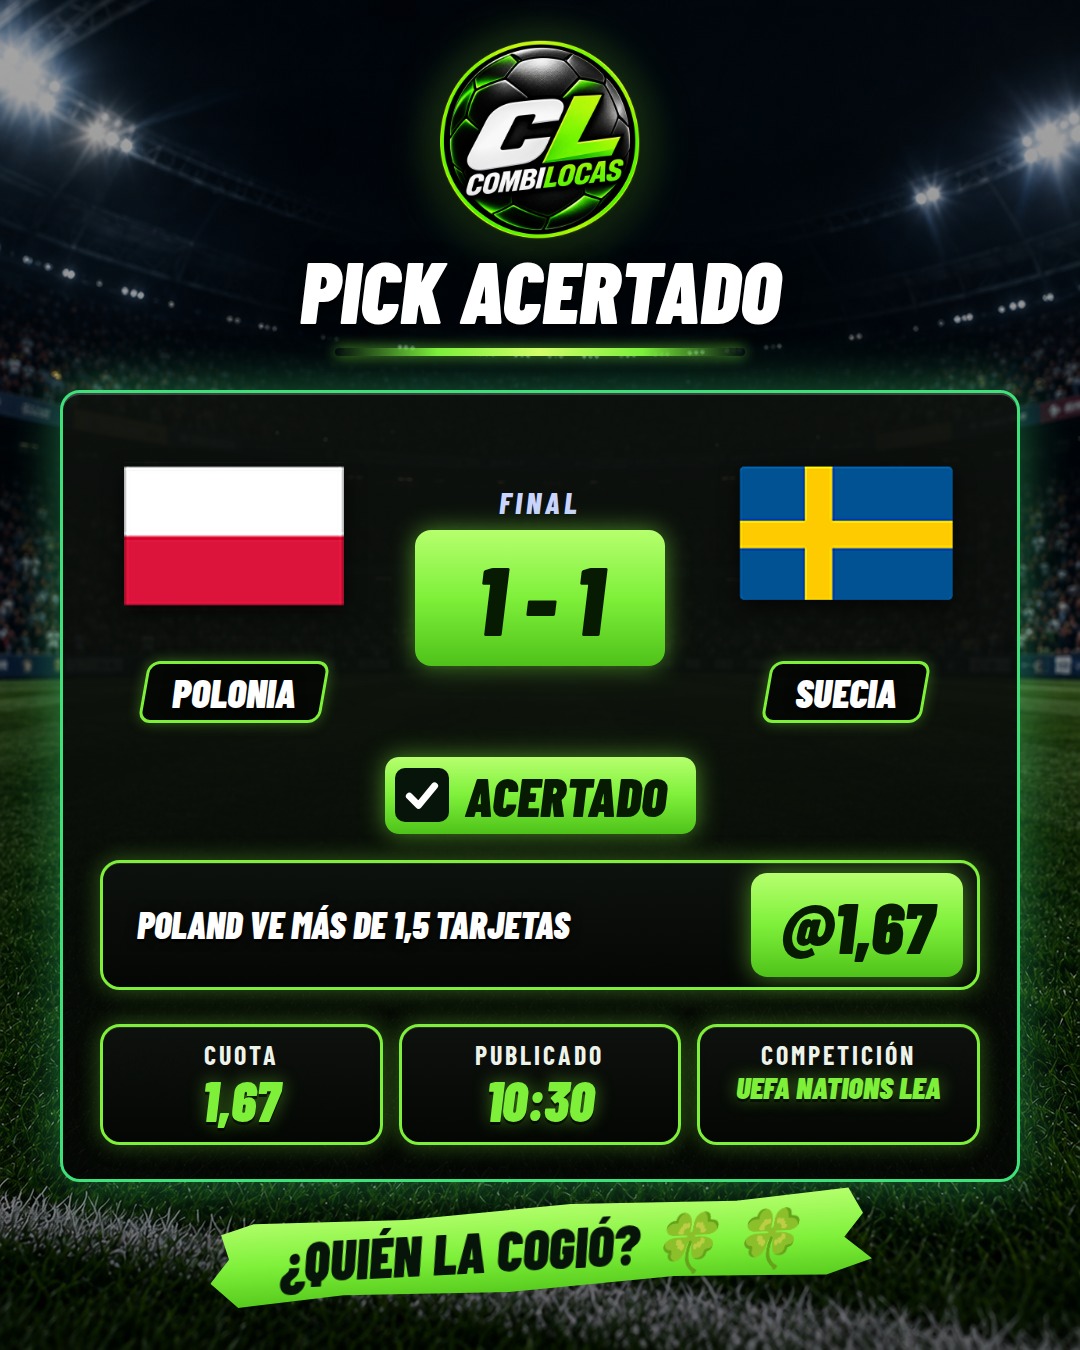 CL
COMBILOCAS
PICK ACERTADO
FINAL
1 - 1
POLONIA
SUECIA
ACERTADO
POLAND VE MÁS DE 1,5 TARJETAS
@1,67
CUOTA
1,67
PUBLICADO
10:30
COMPETICIÓN
UEFA NATIONS LEA
¿QUIÉN LA COGIÓ? 🍀 🍀